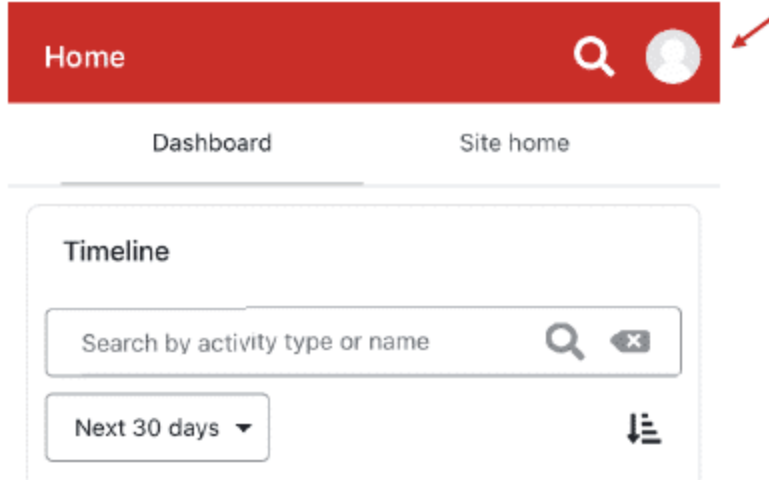 Home
Dashboard Site home
Timeline
Search by activity type or name
Next 30 days